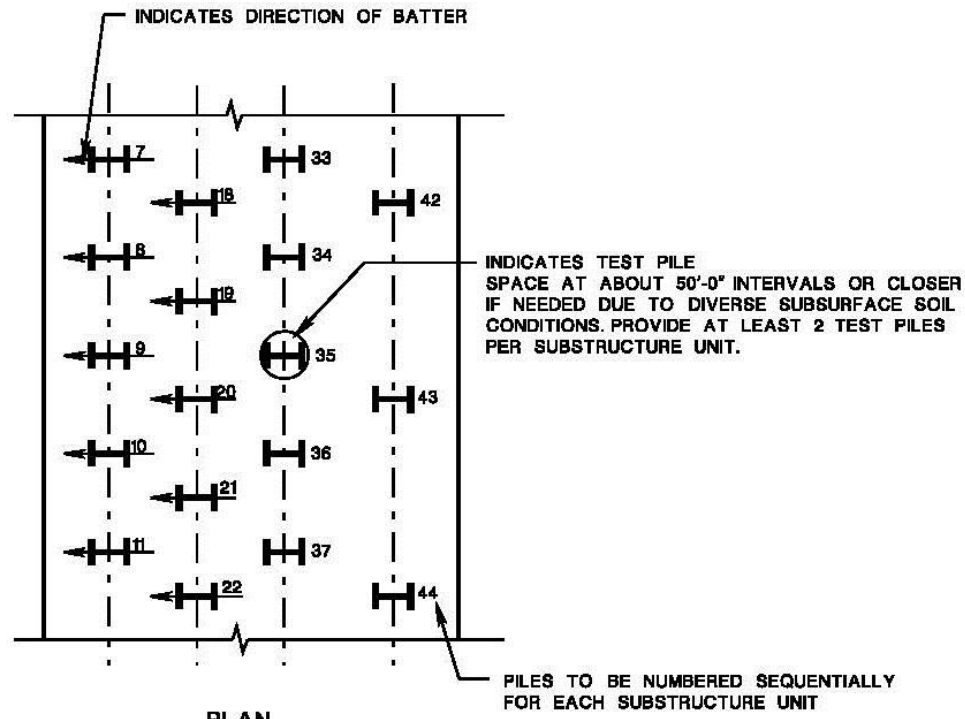 INDICATES DIRECTION OF BATTER
7
33
18
42
8
34
INDICATES TEST PILE
SPACE AT ABOUT 50'-0" INTERVALS OR CLOSER
IF NEEDED DUE TO DIVERSE SUBSURFACE SOIL
CONDITIONS. PROVIDE AT LEAST 2 TEST PILES
PER SUBSTRUCTURE UNIT.
19
9
35
20
43
10
36
21
11
37
22
44
PILES TO BE NUMBERED SEQUENTIALLY
FOR EACH SUBSTRUCTURE UNIT
PLAN